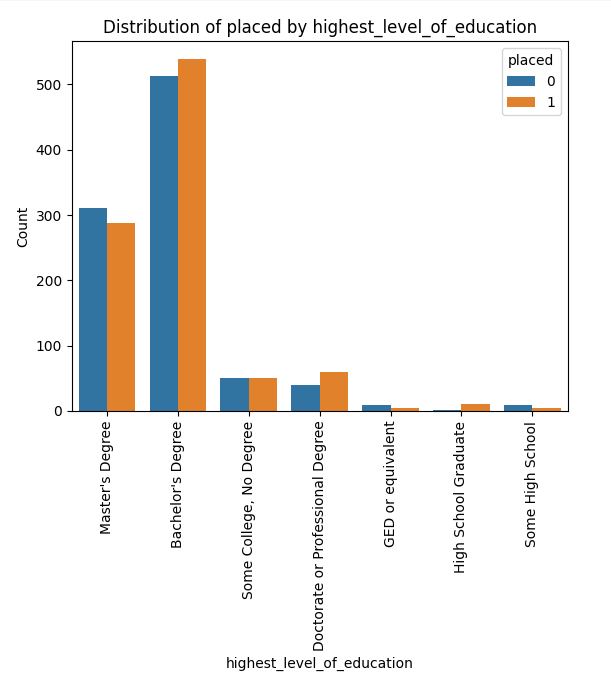 Distribution of placed by highest_level_of_education
placed
0
1
500
400
300
200
100
0
Count
Master's Degree
Bachelor's Degree
Some College, No Degree
Doctorate or Professional Degree
GED or equivalent
High School Graduate
Some High School
highest_level_of_education